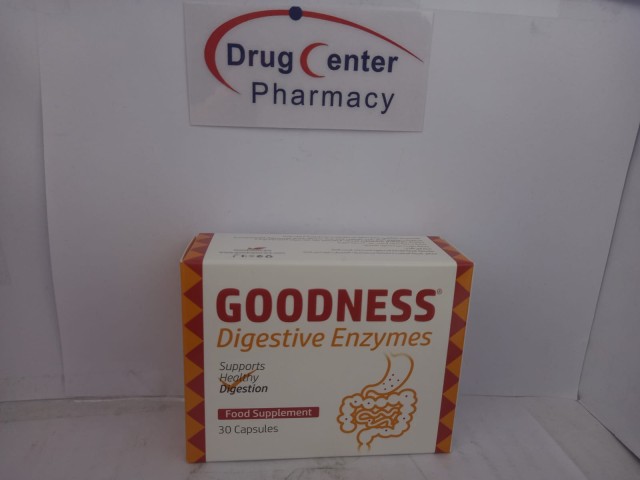 Drug Center
Pharmacy
GOODNESS®
Digestive Enzymes
Supports
Healthy
Digestion
Food Supplement
30 Capsules